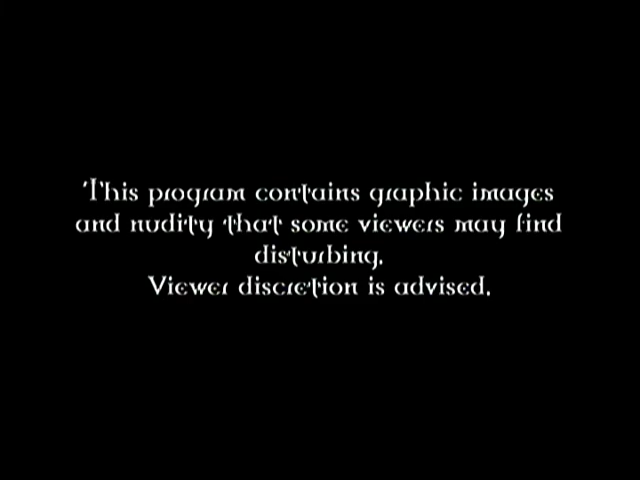 This program contains graphic images
and nudity that some viewers may find
disturbing.
Viewer discretion is advised.